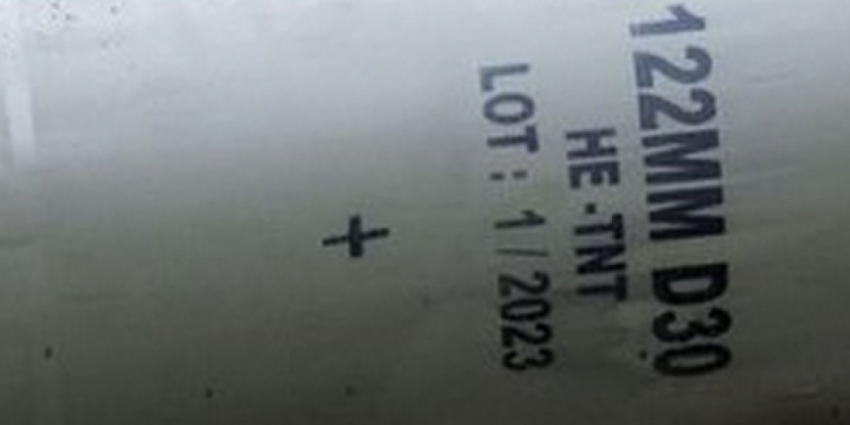 122MM D30
HE-TNT
LOT: 1/2023
+